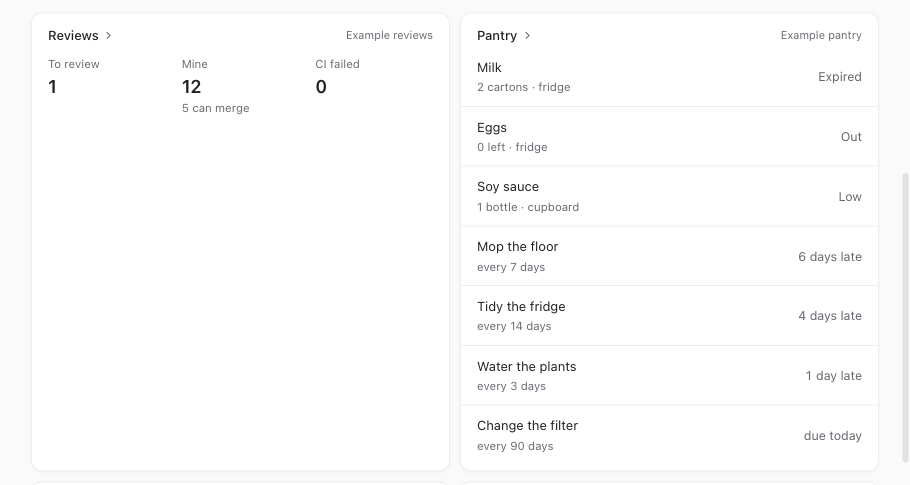 Reviews
Example reviews
To review
Mine
CI failed
1
12
0
5 can merge
Pantry
Example pantry
Milk
2 cartons · fridge
Expired
Eggs
0 left · fridge
Out
Soy sauce
1 bottle · cupboard
Low
Mop the floor
every 7 days
6 days late
Tidy the fridge
every 14 days
4 days late
Water the plants
every 3 days
1 day late
Change the filter
every 90 days
due today